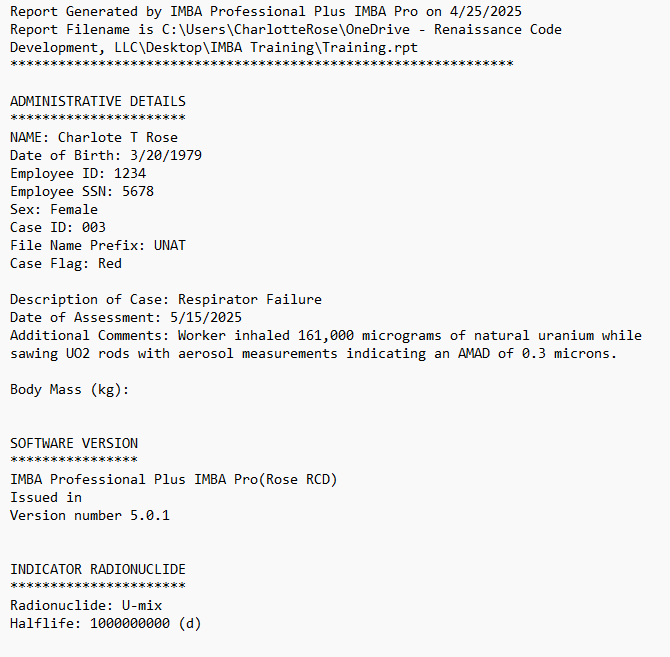 Report Generated by IMBA Professional Plus IMBA Pro on 4/25/2025
Report Filename is C:\Users\CharlotteRose\OneDrive - Renaissance Code
Development, LLC\Desktop\IMBA Training\Training.rpt
***************************************************************
ADMINISTRATIVE DETAILS
**********************
NAME: Charlote T Rose
Date of Birth: 3/20/1979
Employee ID: 1234
Employee SSN: 5678
Sex: Female
Case ID: 003
File Name Prefix: UNAT
Case Flag: Red
Description of Case: Respirator Failure
Date of Assessment: 5/15/2025
Additional Comments: Worker inhaled 161,000 micrograms of natural uranium while
sawing UO2 rods with aerosol measurements indicating an AMAD of 0.3 microns.
Body Mass (kg):
SOFTWARE VERSION
****************
IMBA Professional Plus IMBA Pro(Rose RCD)
Issued in
Version number 5.0.1
INDICATOR RADIONUCLIDE
**********************
Radionuclide: U-mix
Halflife: 1000000000 (d)